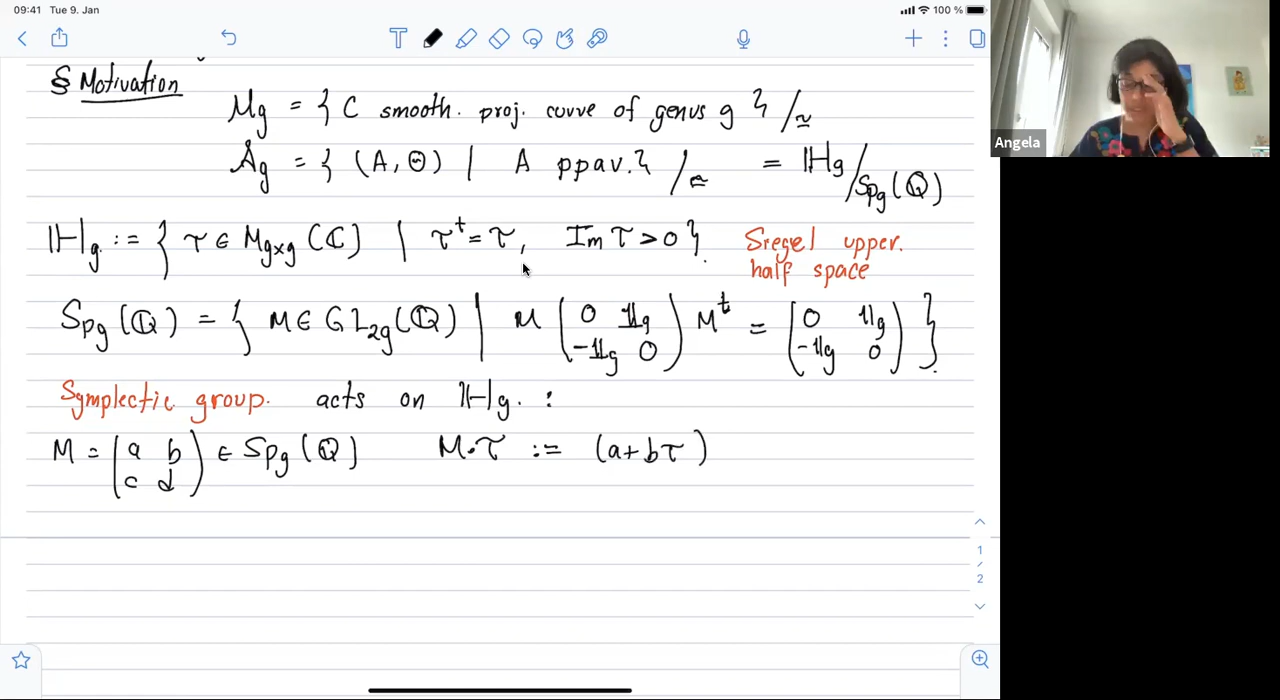 09:41 Tue 9. Jan
100 %
§ Motivation
Mg = { C smooth. proj. curve of genus g } / ≃
Ag = { (A, Θ) | A ppav. } / ≃ = ℍg / Spg(ℚ)
Angela
ℍg := { τ ∈ Mg×g (ℂ) | τᵗ = τ, Im τ > 0 }. Siegel upper. half space
Spg (ℚ) = { M ∈ GL2g(ℚ) | M ( 0 𝟙g -𝟙g 0 ) Mᵗ = ( 0 𝟙g -𝟙g 0 ) }.
Symplectic group. acts on ℍg. :
M = ( a b c d ) ∈ Spg (ℚ) M·τ := (a+bτ)
1
/
2